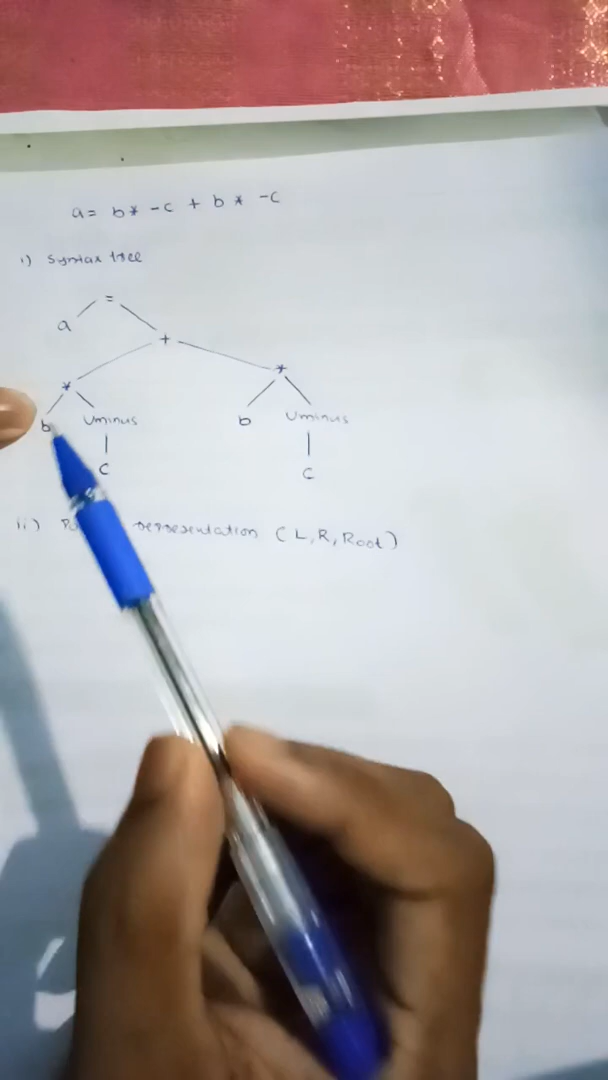 a = b * -c + b * -c
i) Syntax tree
=
a
+
* *
b Uminus b Uminus
c c
ii) representation (L, R, Root)